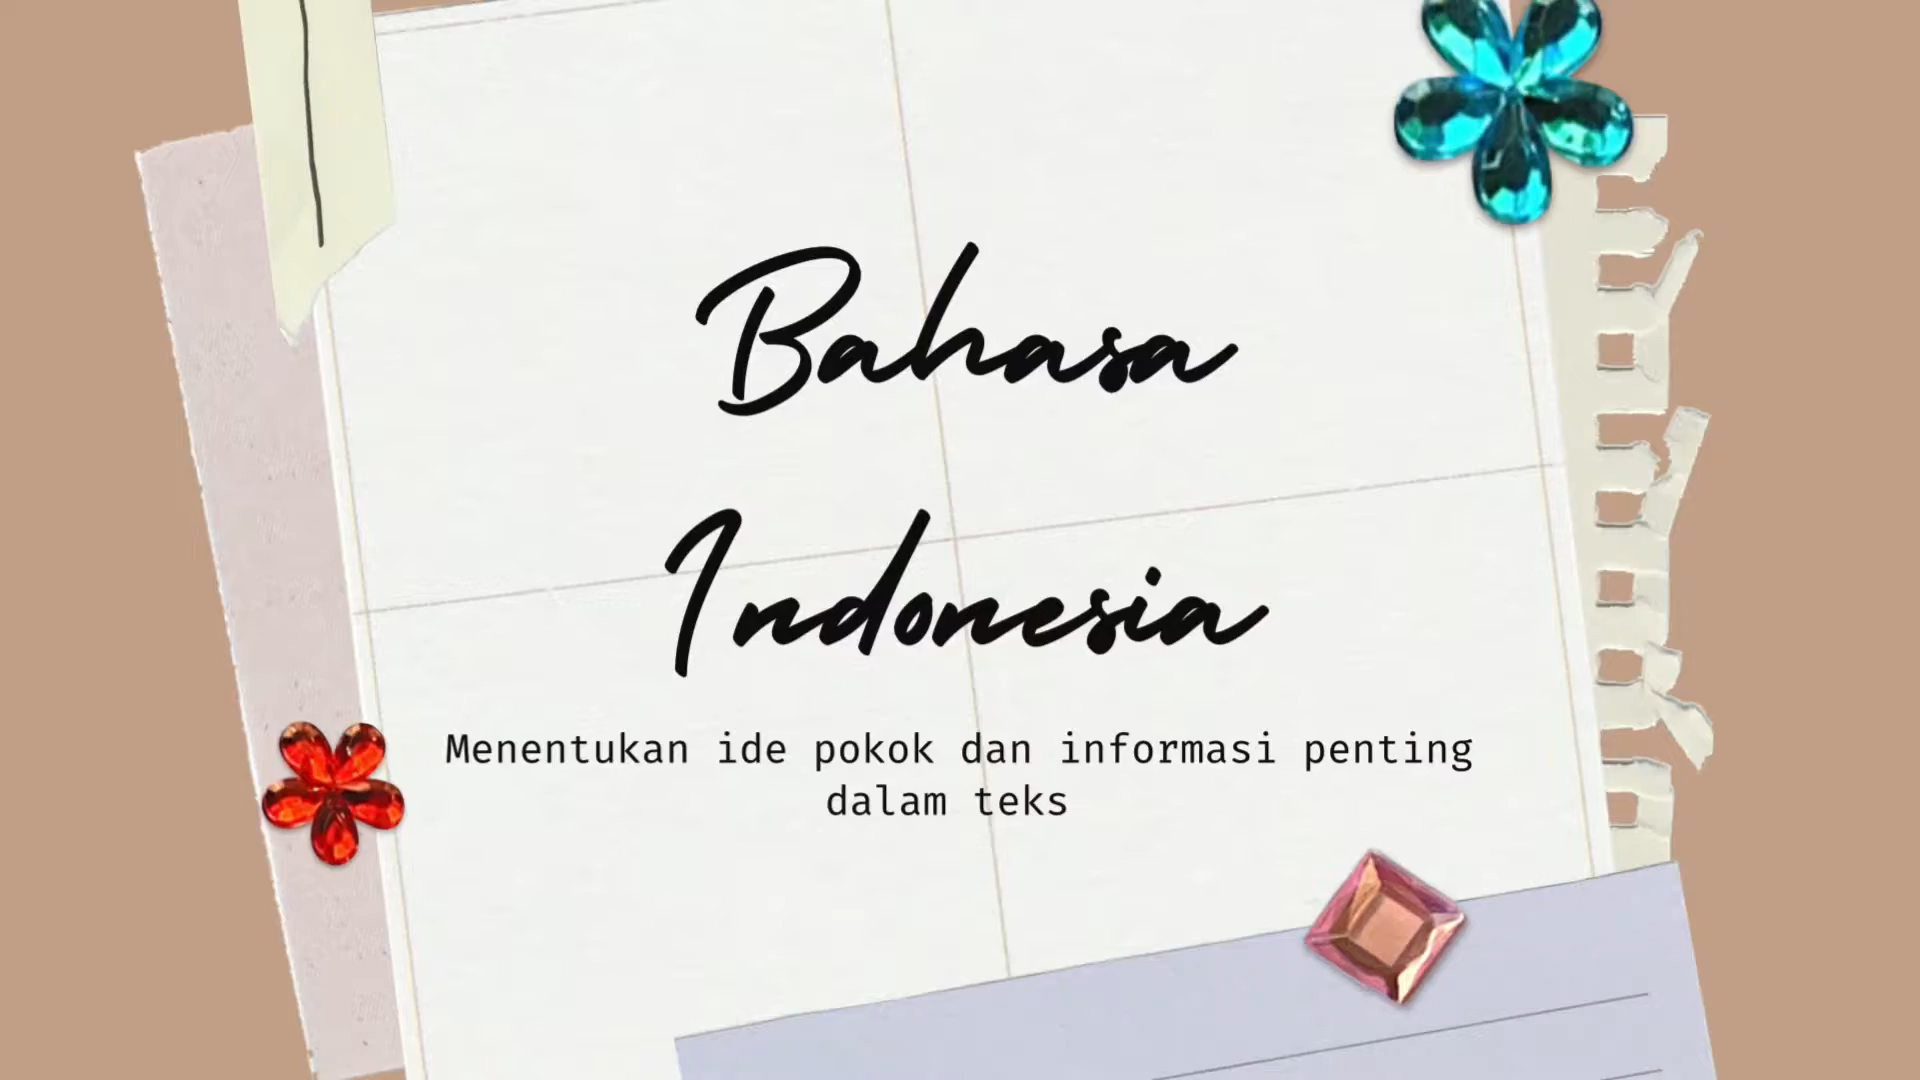 Bahasa
Indonesia
Menentukan ide pokok dan informasi penting
dalam teks